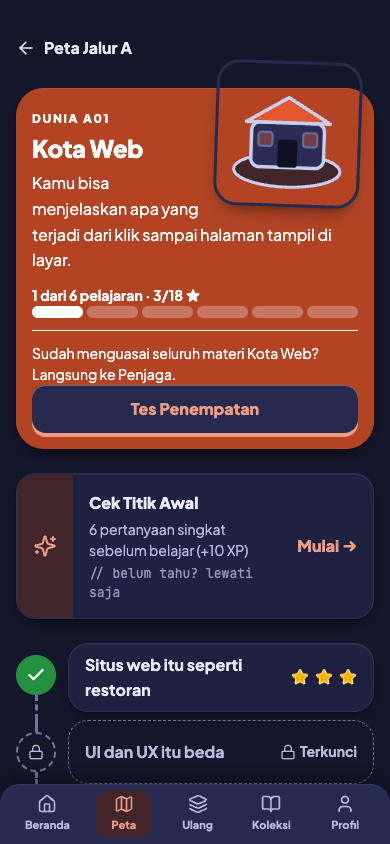 Peta Jalur A
DUNIA A01
Kota Web
Kamu bisa
menjelaskan apa yang
terjadi dari klik sampai halaman tampil di
layar.
1 dari 6 pelajaran · 3/18 ★
Sudah menguasai seluruh materi Kota Web?
Langsung ke Penjaga.
Tes Penempatan
Cek Titik Awal
6 pertanyaan singkat
sebelum belajar (+10 XP)
// belum tahu? lewati
saja
Mulai →
Situs web itu seperti
restoran
UI dan UX itu beda
Terkunci
Beranda
Peta
Ulang
Koleksi
Profil